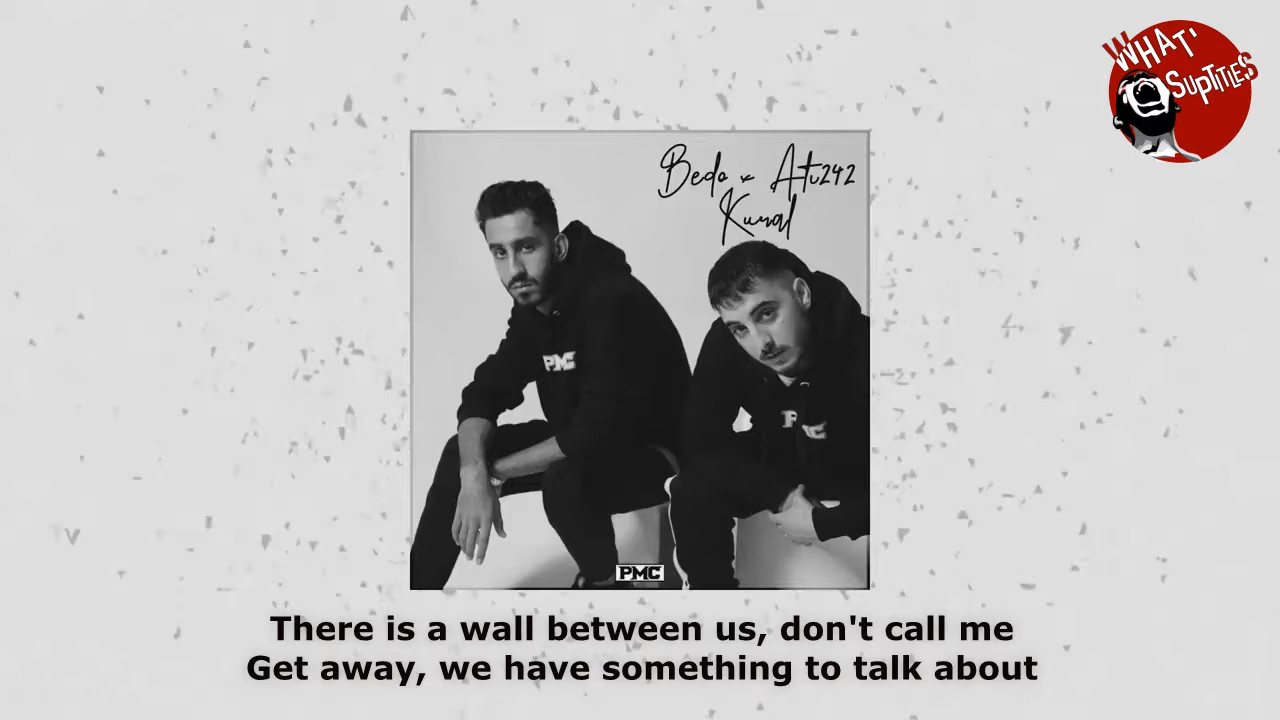 WHAT'
SUPTITLES
Bedo x Ati242
Kural
PMC
PMC
PMC
There is a wall between us, don't call me
Get away, we have something to talk about